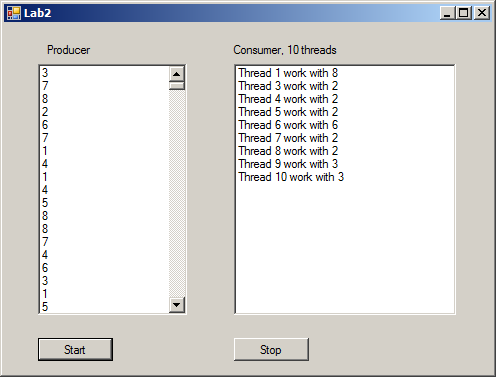 Lab2
Producer
Consumer, 10 threads
3
7
8
2
6
7
1
4
1
4
5
8
8
7
4
6
3
1
5
Thread 1 work with 8
Thread 3 work with 2
Thread 4 work with 2
Thread 5 work with 2
Thread 6 work with 6
Thread 7 work with 2
Thread 8 work with 2
Thread 9 work with 3
Thread 10 work with 3
Start
Stop